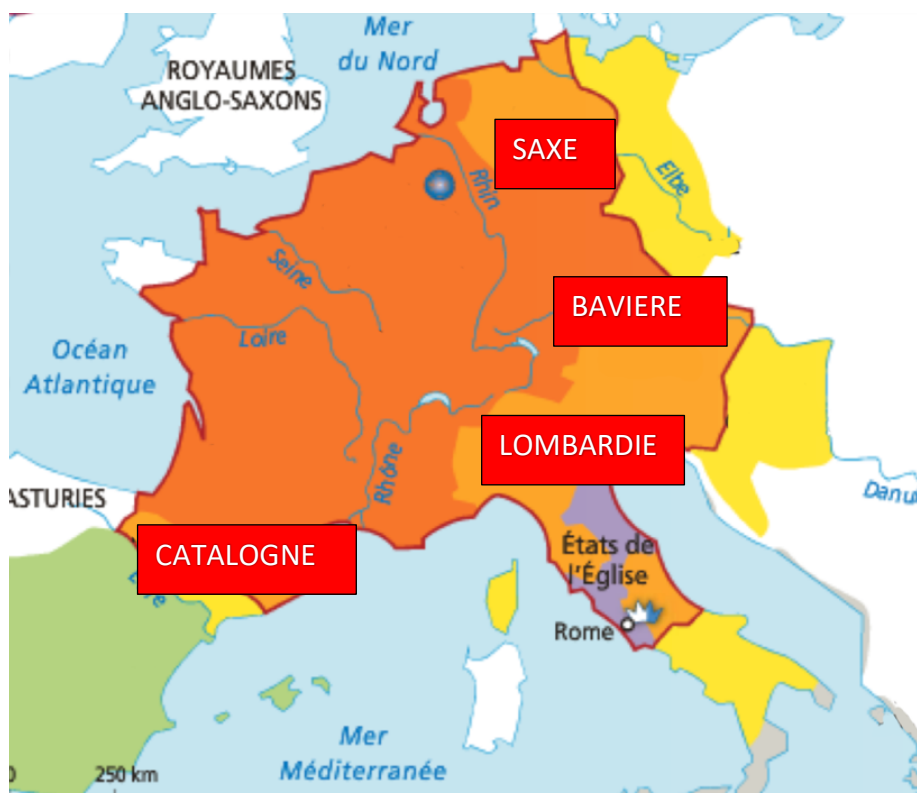 Mer
du Nord
ROYAUMES
ANGLO-SAXONS
SAXE
Rhin
Elbe
Seine
BAVIERE
Loire
Océan
Atlantique
LOMBARDIE
Rhône
ASTURIES
Danu
CATALOGNE
États de
l'Église
Rome
Mer
Méditerranée
0
250 km